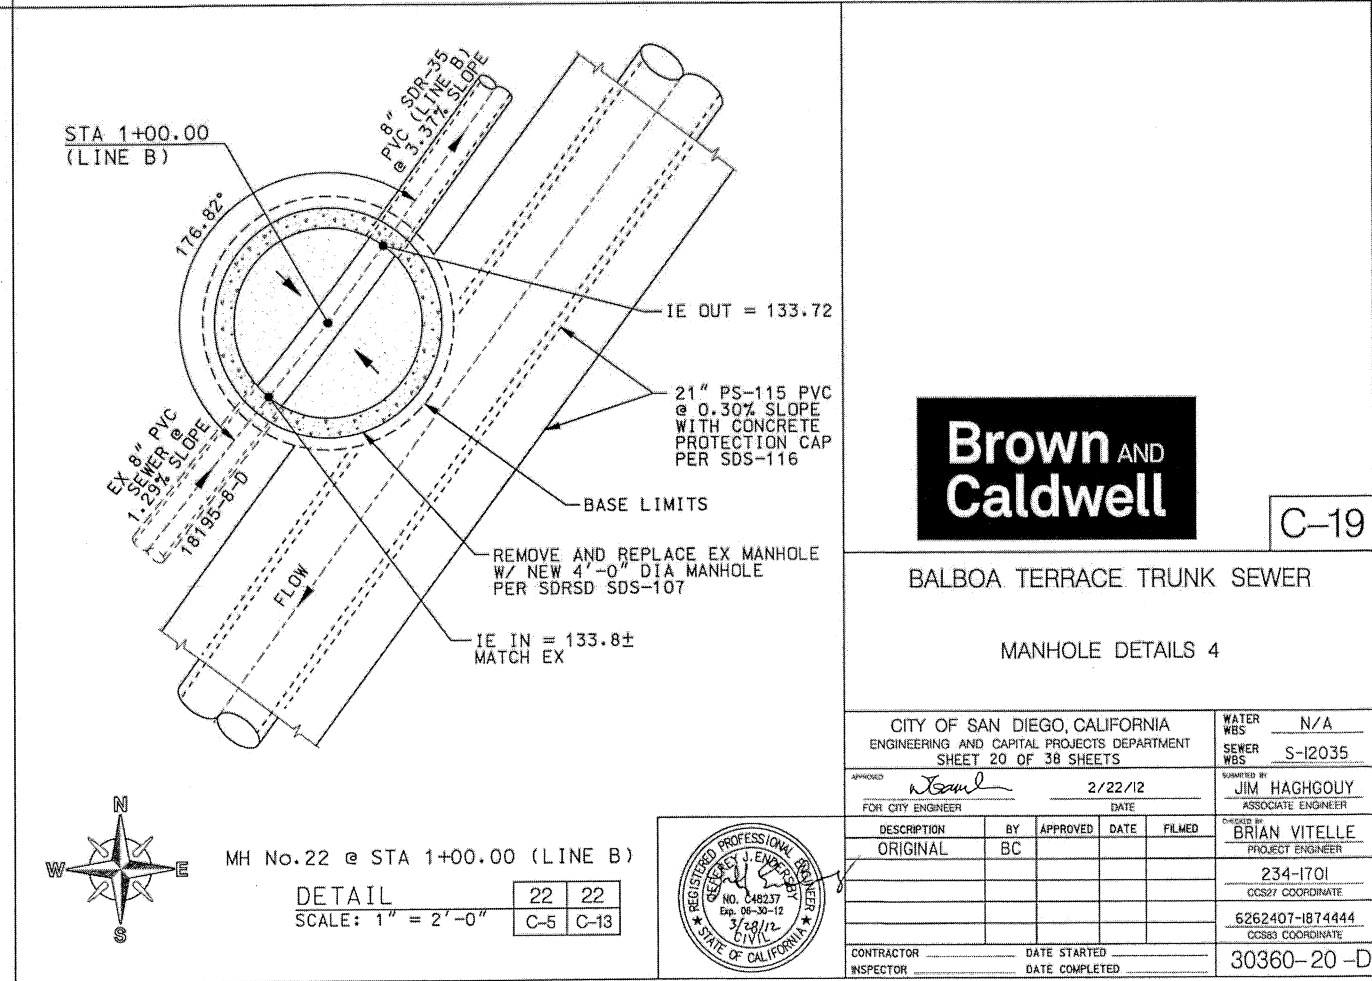 8" SDR-35
PVC (LINE B)
@ 3.37% SLOPE
STA 1+00.00
(LINE B)
176.82°
IE OUT = 133.72
21" PS-115 PVC
@ 0.30% SLOPE
WITH CONCRETE
PROTECTION CAP
PER SDS-116
EX 8" PVC
SEWER @
1.29% SLOPE
18195-8-D
BASE LIMITS
REMOVE AND REPLACE EX MANHOLE
W/ NEW 4'-0" DIA MANHOLE
PER SDRSD SDS-107
FLOW
IE IN = 133.8±
MATCH EX
N
W E
S
MH No.22 @ STA 1+00.00 (LINE B)
DETAIL
SCALE: 1" = 2'-0"
22 22
C-5 C-13
REGISTERED PROFESSIONAL ENGINEER
NO. C48237
Exp. 06-30-12
3/28/12
CIVIL
STATE OF CALIFORNIA
Brown AND
Caldwell
C-19
BALBOA TERRACE TRUNK SEWER
MANHOLE DETAILS 4
CITY OF SAN DIEGO, CALIFORNIA
ENGINEERING AND CAPITAL PROJECTS DEPARTMENT
SHEET 20 OF 38 SHEETS
WATER WBS N/A
SEWER WBS S-12035
APPROVED
2/22/12
FOR CITY ENGINEER DATE
SUBMITTED BY
JIM HAGHGOUY
ASSOCIATE ENGINEER
DESCRIPTION BY APPROVED DATE FILMED
ORIGINAL BC
CHECKED BY
BRIAN VITELLE
PROJECT ENGINEER
234-1701
CCS27 COORDINATE
6262407-1874444
CCS83 COORDINATE
CONTRACTOR DATE STARTED
INSPECTOR DATE COMPLETED
30360-20-D